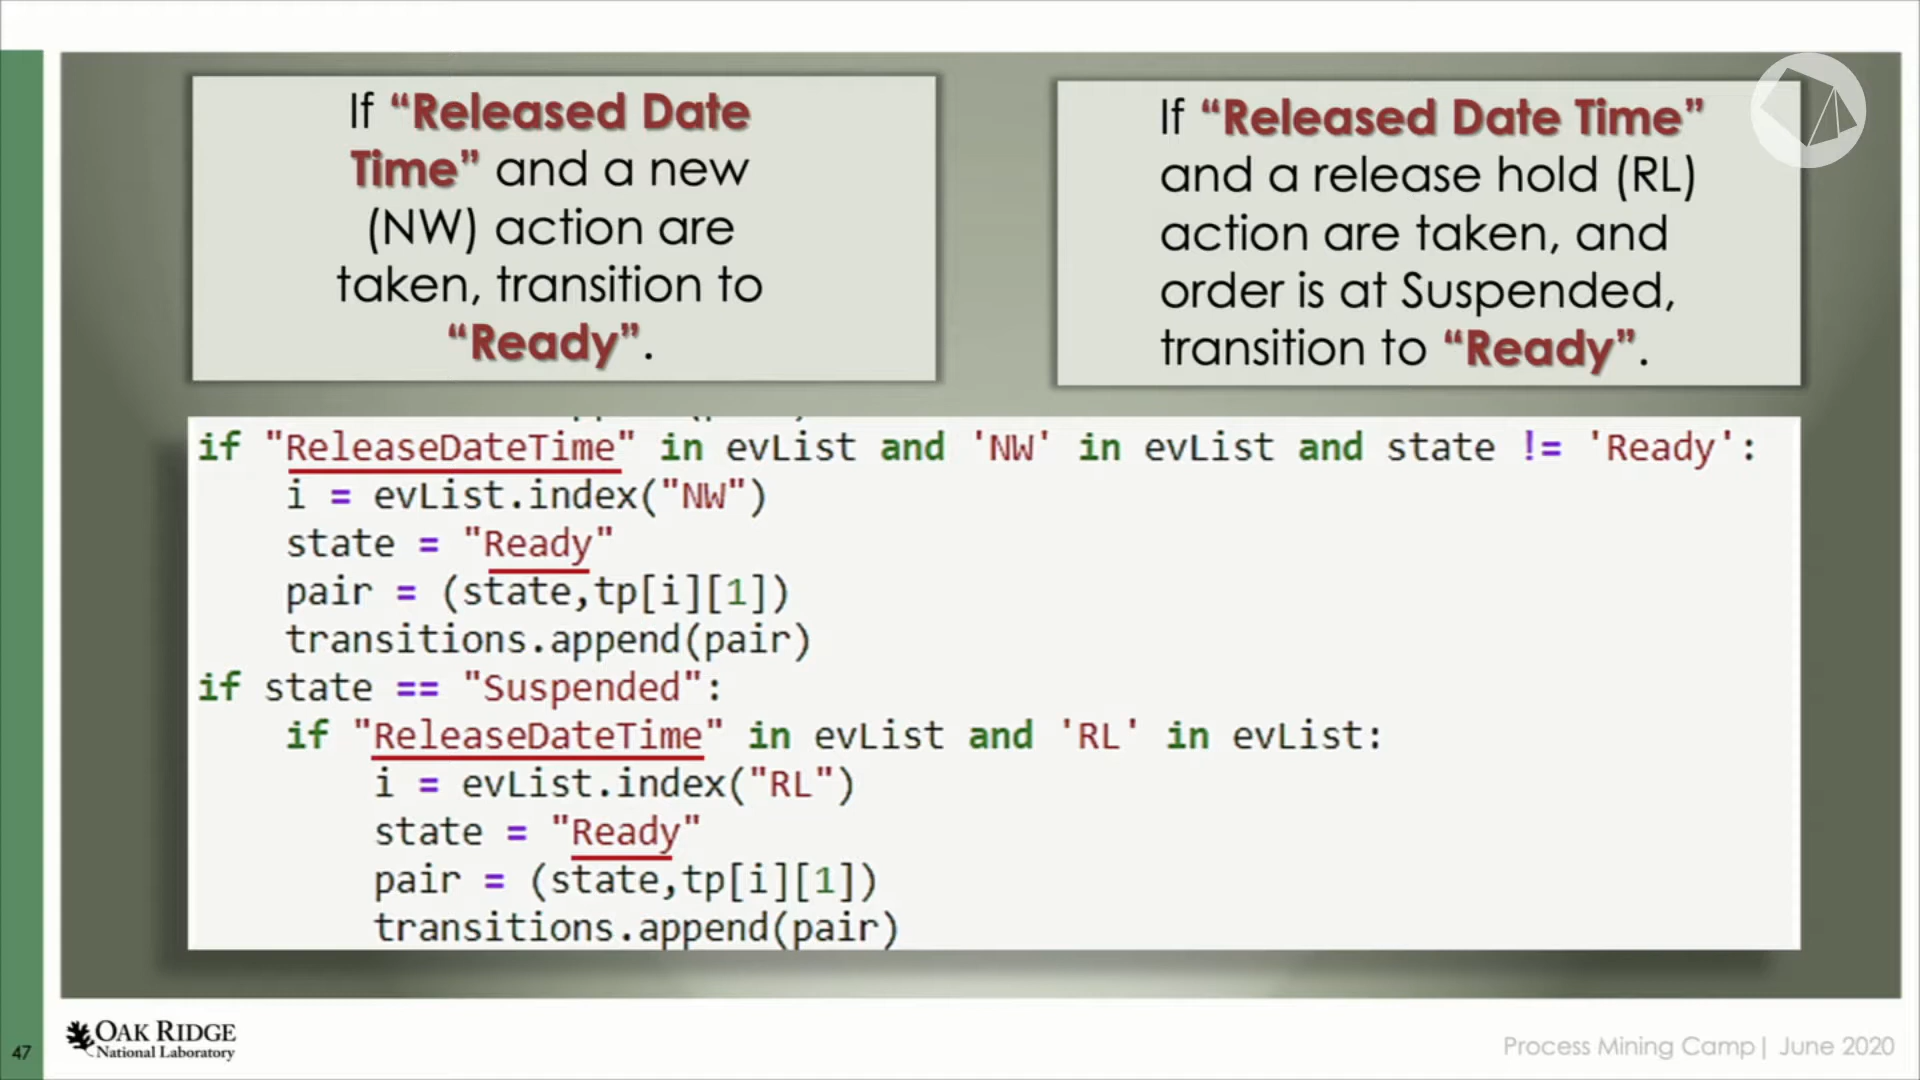 If “Released Date
Time” and a new
(NW) action are
taken, transition to
“Ready”.
If “Released Date Time”
and a release hold (RL)
action are taken, and
order is at Suspended,
transition to “Ready”.
if "ReleaseDateTime" in evList and 'NW' in evList and state != 'Ready':
    i = evList.index("NW")
    state = "Ready"
    pair = (state,tp[i][1])
    transitions.append(pair)
if state == "Suspended":
    if "ReleaseDateTime" in evList and 'RL' in evList:
        i = evList.index("RL")
        state = "Ready"
        pair = (state,tp[i][1])
        transitions.append(pair)
OAK RIDGE
National Laboratory
47
Process Mining Camp| June 2020